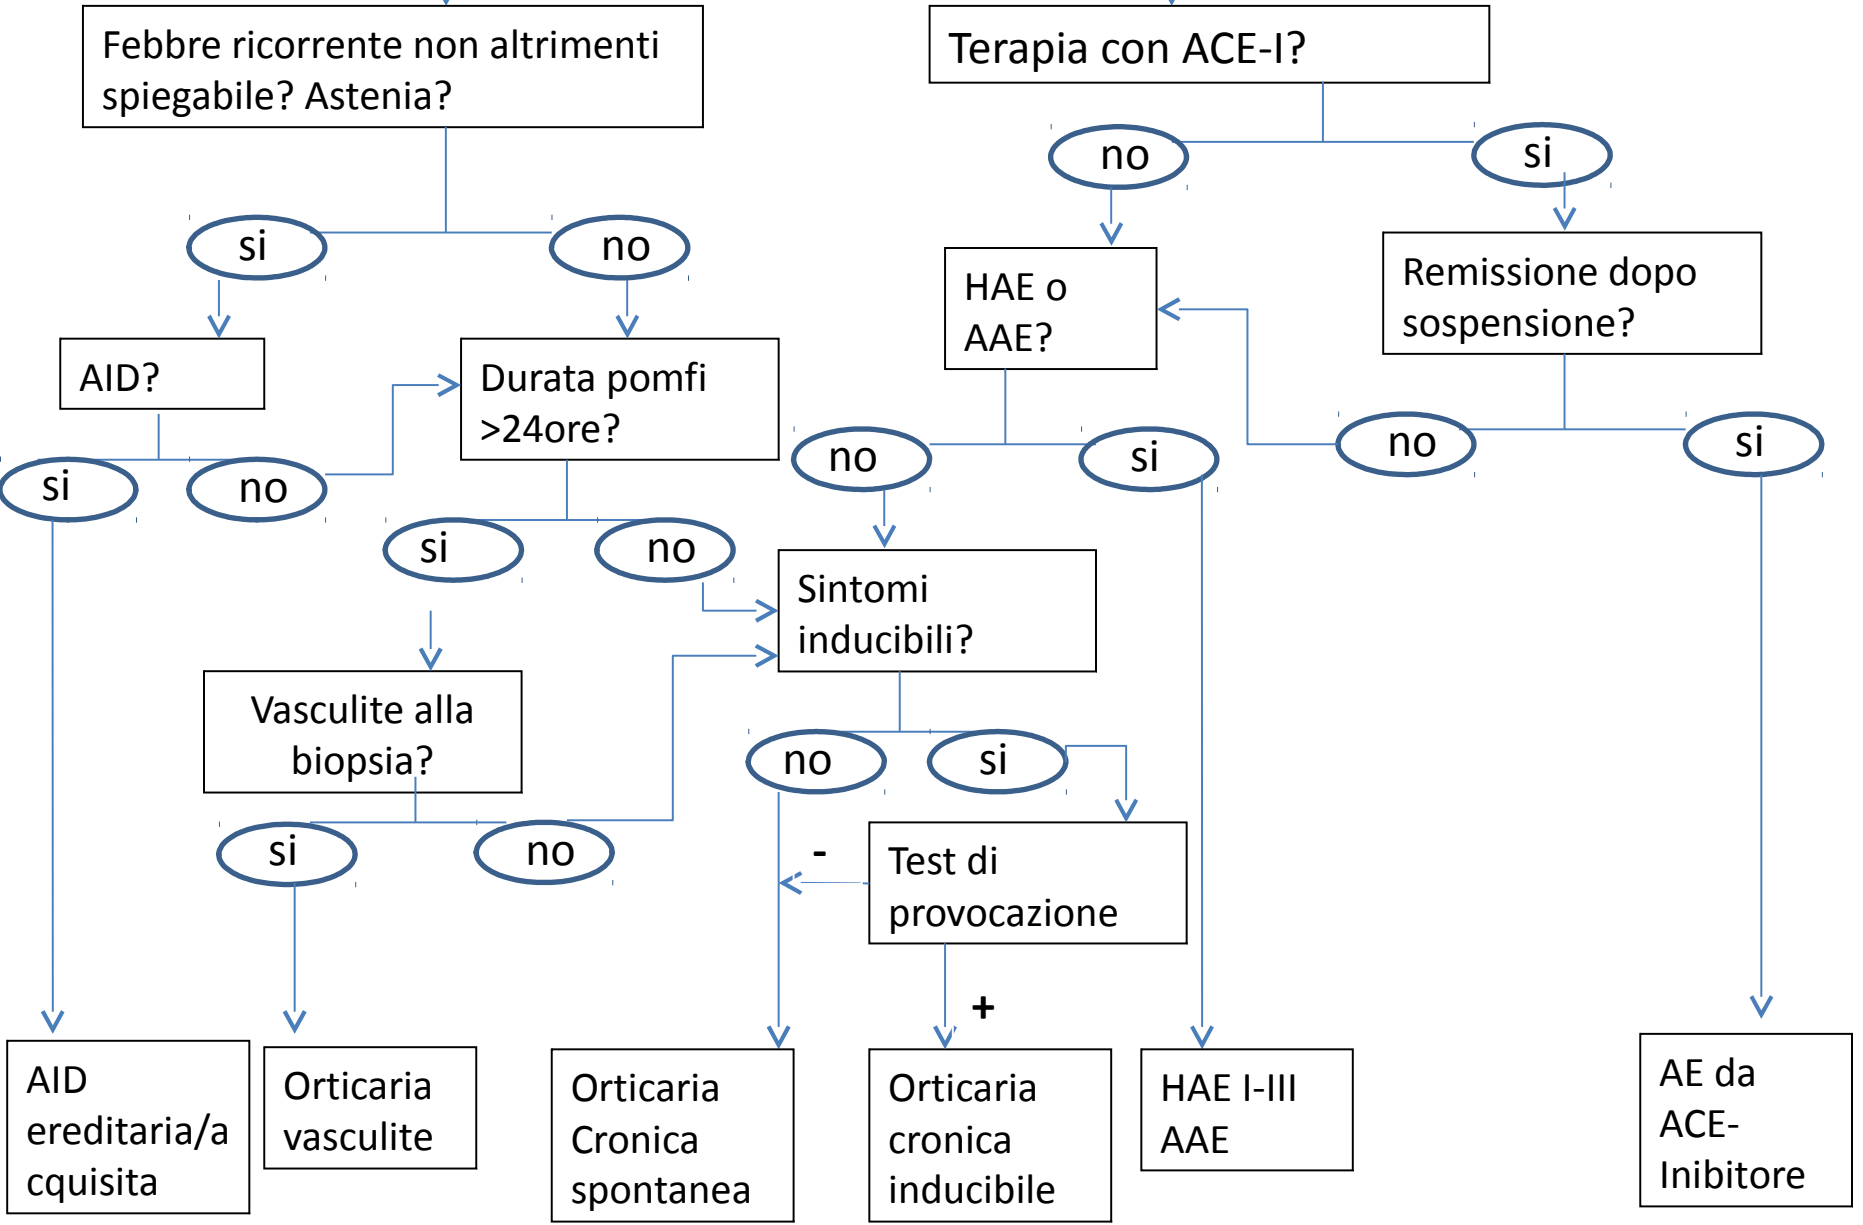 Febbre ricorrente non altrimenti
spiegabile? Astenia?
Terapia con ACE-I?
no
si
si
no
HAE o
AAE?
Remissione dopo
sospensione?
AID?
Durata pomfi
>24ore?
no
si
no
si
si
no
si
no
Sintomi
inducibili?
Vasculite alla
biopsia?
no
si
si
no
-
Test di
provocazione
+
AID
ereditaria/a
cquisita
Orticaria
vasculite
Orticaria
Cronica
spontanea
Orticaria
cronica
inducibile
HAE I-III
AAE
AE da
ACE-
Inibitore